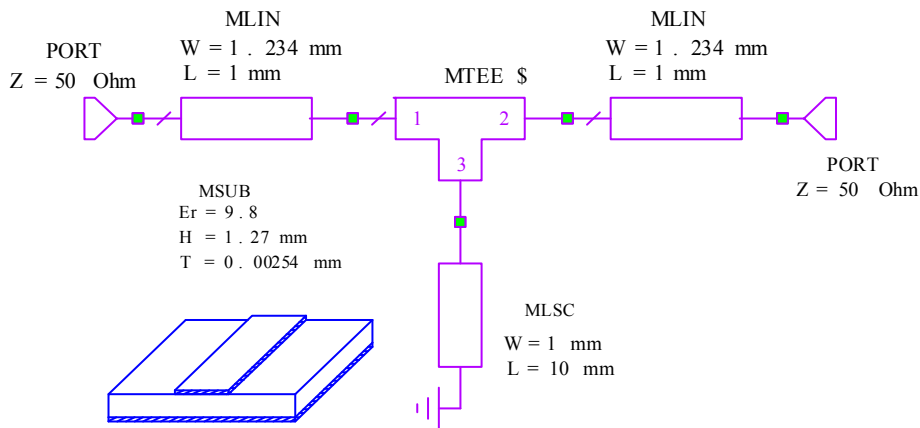 MLIN
W = 1 . 234 mm
L = 1 mm
PORT
Z = 50 Ohm
MTEE $
1
2
3
MLIN
W = 1 . 234 mm
L = 1 mm
PORT
Z = 50 Ohm
MSUB
Er = 9 . 8
H = 1 . 27 mm
T = 0 . 00254 mm
MLSC
W = 1 mm
L = 10 mm